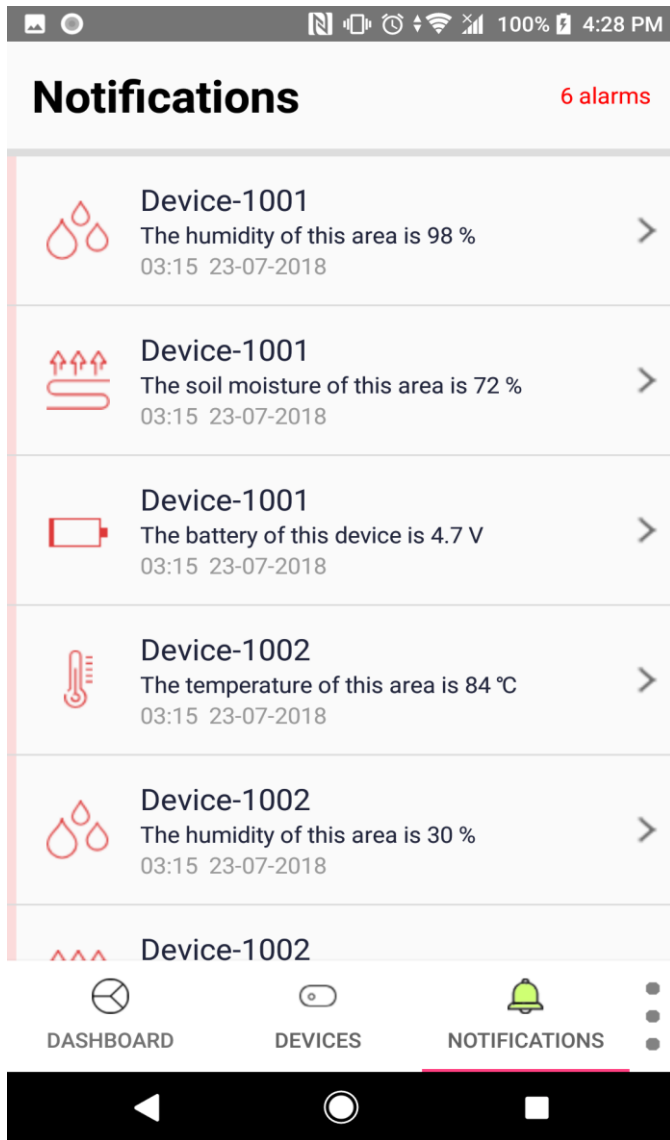 100% 4:28 PM
Notifications
6 alarms
Device-1001
The humidity of this area is 98 %
03:15 23-07-2018
Device-1001
The soil moisture of this area is 72 %
03:15 23-07-2018
Device-1001
The battery of this device is 4.7 V
03:15 23-07-2018
Device-1002
The temperature of this area is 84 ℃
03:15 23-07-2018
Device-1002
The humidity of this area is 30 %
03:15 23-07-2018
Device-1002
DASHBOARD
DEVICES
NOTIFICATIONS